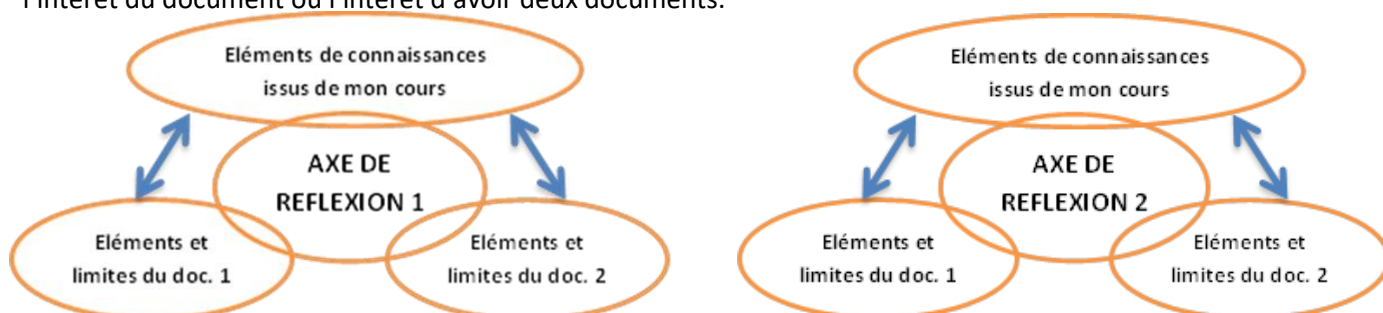 l'intérêt du document ou l'intérêt d'avoir deux documents.
Eléments de connaissances
issus de mon cours
AXE DE
REFLEXION 1
Eléments et
limites du doc. 1
Eléments et
limites du doc. 2
Eléments de connaissances
issus de mon cours
AXE DE
REFLEXION 2
Eléments et
limites du doc. 1
Eléments et
limites du doc. 2